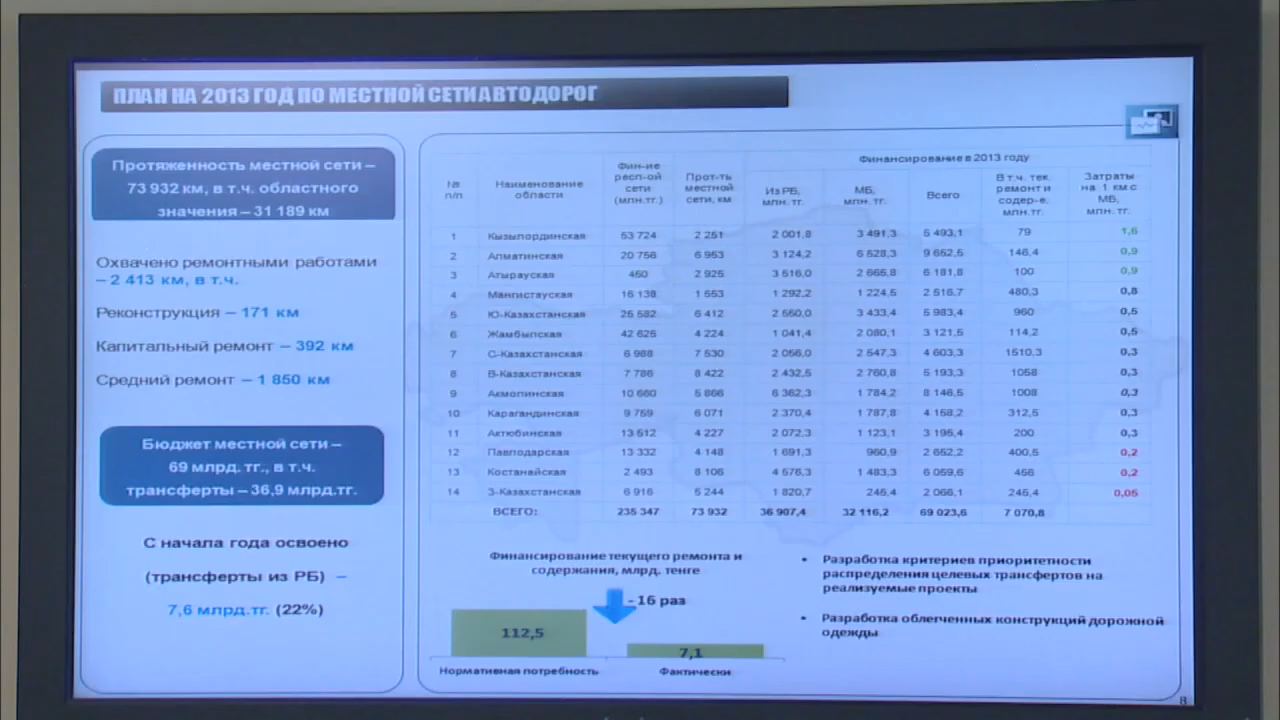 ПЛАН НА 2013 ГОД ПО МЕСТНОЙ СЕТИ АВТОДОРОГ
Протяженность местной сети –
73 932 км, в т.ч. областного
значения – 31 189 км
Охвачено ремонтными работами
– 2 413 км, в т.ч.
Реконструкция – 171 км
Капитальный ремонт – 392 км
Средний ремонт – 1 850 км
Бюджет местной сети –
69 млрд. тг., в т.ч.
трансферты – 36,9 млрд.тг.
С начала года освоено
(трансферты из РБ) –
7,6 млрд.тг. (22%)
№ п/п Наименование области Фин-ие респ-ой сети (млн.тг.) Прот-ть местной сети, км Финансирование в 2013 году
Из РБ, млн. тг. МБ, млн. тг. Всего В т.ч. тек. ремонт и содер-е, млн.тг. Затраты на 1 км с МБ, млн. тг.
1 Кызылординская 53 724 2 251 2 001,8 3 491,3 5 493,1 79 1,6
2 Алматинская 20 756 6 953 3 124,2 6 528,3 9 652,5 146,4 0,9
3 Атырауская 450 2 925 3 516,0 2 665,8 6 181,8 100 0,9
4 Мангистауская 16 138 1 553 1 292,2 1 224,5 2 516,7 480,3 0,8
5 Ю-Казахстанская 25 582 6 412 2 550,0 3 433,4 5 983,4 960 0,5
6 Жамбылская 42 625 4 224 1 041,4 2 080,1 3 121,5 114,2 0,5
7 С-Казахстанская 6 988 7 530 2 056,0 2 547,3 4 603,3 1510,3 0,3
8 В-Казахстанская 7 786 8 422 2 432,5 2 760,8 5 193,3 1058 0,3
9 Акмолинская 10 660 5 866 6 362,3 1 784,2 8 146,5 1008 0,3
10 Карагандинская 9 759 6 071 2 370,4 1 787,8 4 158,2 312,5 0,3
11 Актюбинская 13 512 4 227 2 072,3 1 123,1 3 195,4 200 0,3
12 Павлодарская 13 332 4 148 1 691,3 960,9 2 652,2 400,5 0,2
13 Костанайская 2 493 8 106 4 576,3 1 483,3 6 059,6 456 0,2
14 З-Казахстанская 6 916 5 244 1 820,7 245,4 2 066,1 245,4 0,05
ВСЕГО: 235 347 73 932 36 907,4 32 116,2 69 023,6 7 070,8
Финансирование текущего ремонта и
содержания, млрд. тенге
- 16 раз
112,5
7,1
Нормативная потребность Фактически
• Разработка критериев приоритетности
распределения целевых трансфертов на
реализуемые проекты
• Разработка облегченных конструкций дорожной
одежды
8